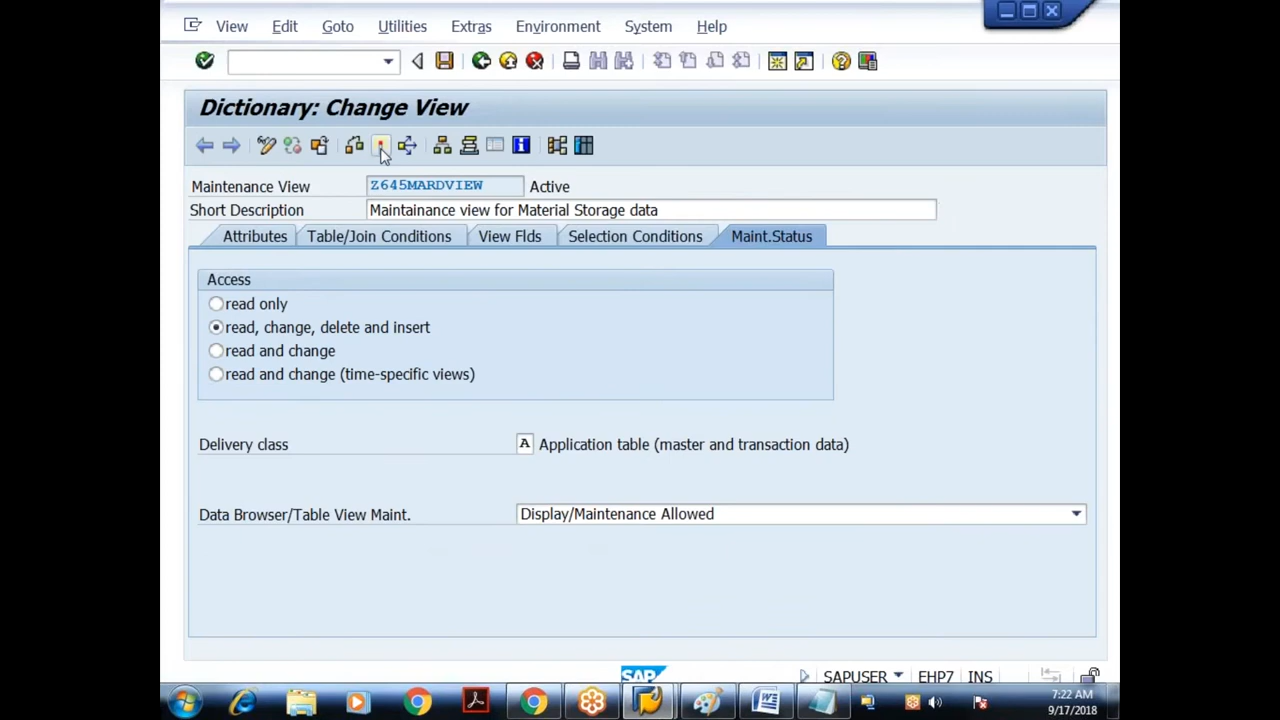 View Edit Goto Utilities Extras Environment System Help
Dictionary: Change View
Maintenance View Z645MARDVIEW Active
Short Description Maintainance view for Material Storage data
Attributes Table/Join Conditions View Flds Selection Conditions Maint.Status
Access
read only
read, change, delete and insert
read and change
read and change (time-specific views)
Delivery class A Application table (master and transaction data)
Data Browser/Table View Maint. Display/Maintenance Allowed
SAP SAPUSER EHP7 INS
7:22 AM
9/17/2018